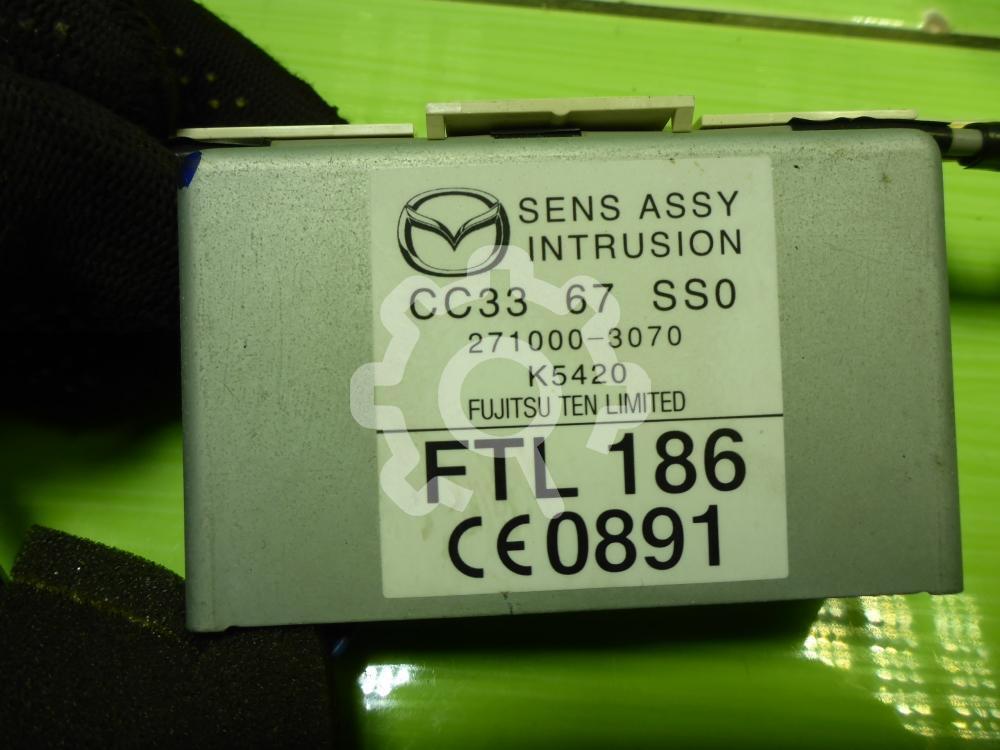 SENS ASSY
INTRUSION
CC33 67 SS0
271000-3070
K5420
FUJITSU TEN LIMITED
FTL 186
CE0891